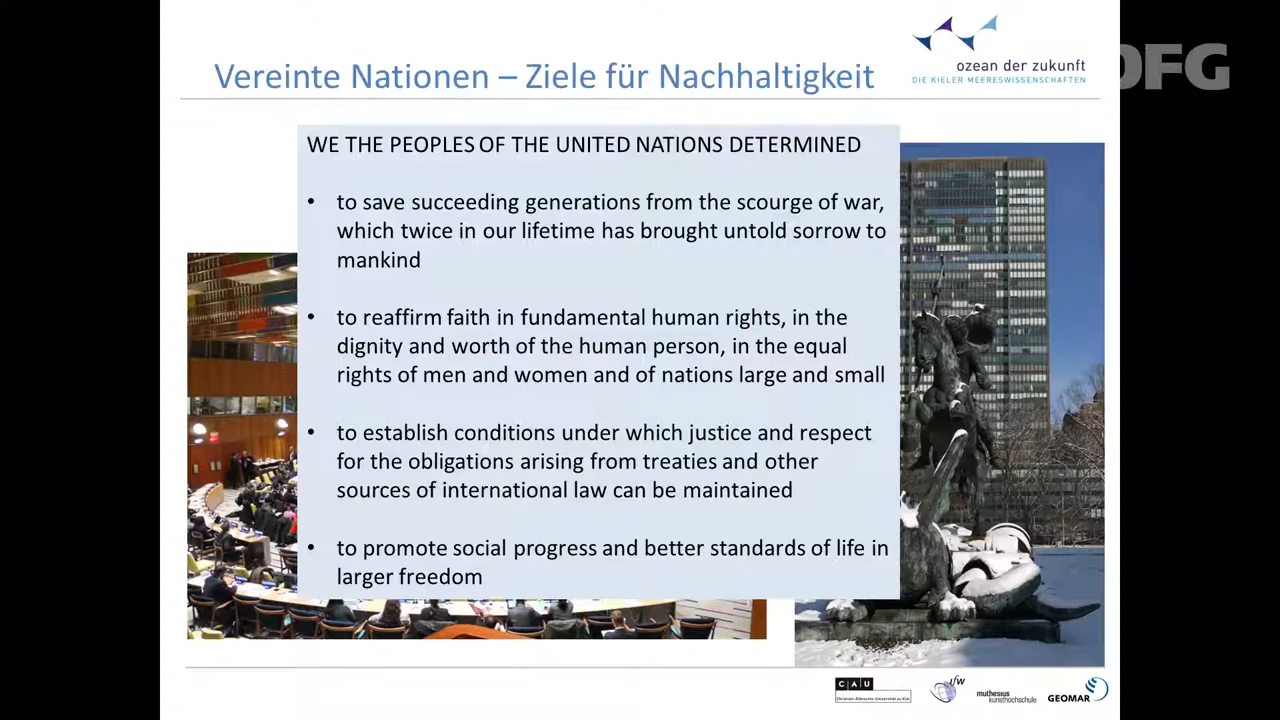 Vereinte Nationen – Ziele für Nachhaltigkeit
ozean der zukunft
DIE KIELER MEERESWISSENSCHAFTEN
DFG
WE THE PEOPLES OF THE UNITED NATIONS DETERMINED
• to save succeeding generations from the scourge of war,
which twice in our lifetime has brought untold sorrow to
mankind
• to reaffirm faith in fundamental human rights, in the
dignity and worth of the human person, in the equal
rights of men and women and of nations large and small
• to establish conditions under which justice and respect
for the obligations arising from treaties and other
sources of international law can be maintained
• to promote social progress and better standards of life in
larger freedom
CAU
Christian-Albrechts-Universität zu Kiel
ifw
muthesius
kunsthochschule
GEOMAR